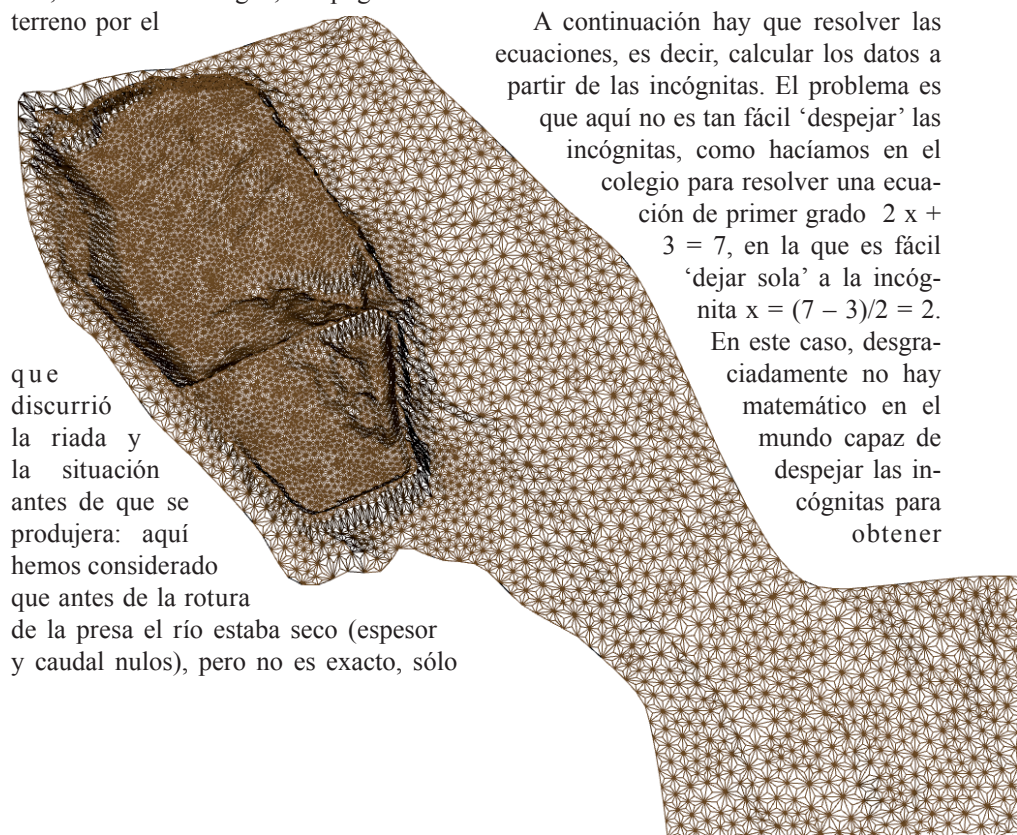 terreno por el
que
discurrió
la riada y
la situación
antes de que se
produjera: aquí
hemos considerado
que antes de la rotura
de la presa el río estaba seco (espesor
y caudal nulos), pero no es exacto, sólo
A continuación hay que resolver las
ecuaciones, es decir, calcular los datos a
partir de las incógnitas. El problema es
que aquí no es tan fácil ‘despejar’ las
incógnitas, como hacíamos en el
colegio para resolver una ecua-
ción de primer grado 2 x +
3 = 7, en la que es fácil
‘dejar sola’ a la incóg-
nita x = (7 – 3)/2 = 2.
En este caso, desgra-
ciadamente no hay
matemático en el
mundo capaz de
despejar las in-
cógnitas para
obtener